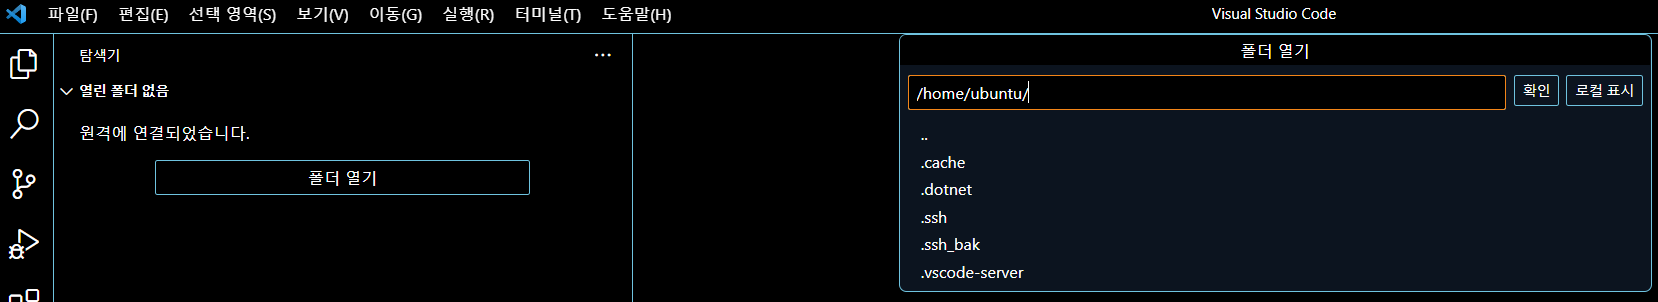 파일(F) 편집(E) 선택 영역(S) 보기(V) 이동(G) 실행(R) 터미널(T) 도움말(H) Visual Studio Code
탐색기 ...
열린 폴더 없음
원격에 연결되었습니다.
폴더 열기
폴더 열기
/home/ubuntu/ 확인 로컬 표시
..
.cache
.dotnet
.ssh
.ssh_bak
.vscode-server